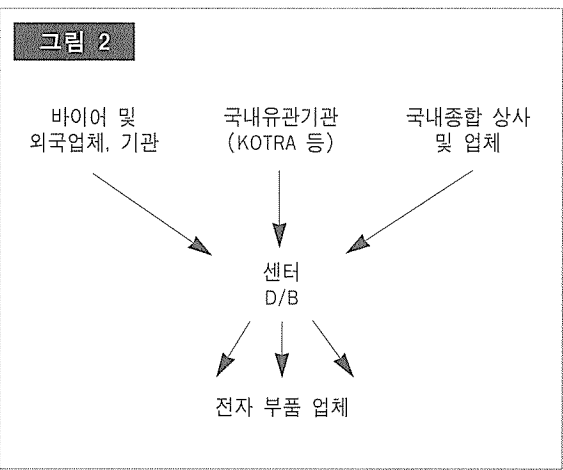 그림 2
바이어 및
외국업체, 기관
국내유관기관
(KOTRA 등)
국내종합 상사
및 업체
센터
D/B
전자 부품 업체